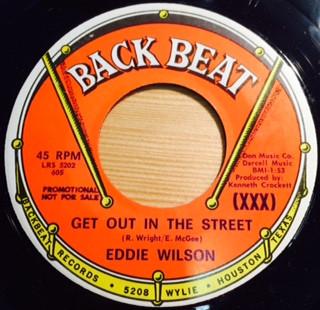 BACK BEAT
45 RPM
LRS 5202
605
PROMOTIONAL
NOT FOR SALE
Don Music Co.
Darcell Music
BMI-1:53
Produced by:
Kenneth Crockett
(XXX)
GET OUT IN THE STREET
(R. Wright/E. McGee)
EDDIE WILSON
BACKBEAT RECORDS • 5208 WYLIE • HOUSTON, TEXAS